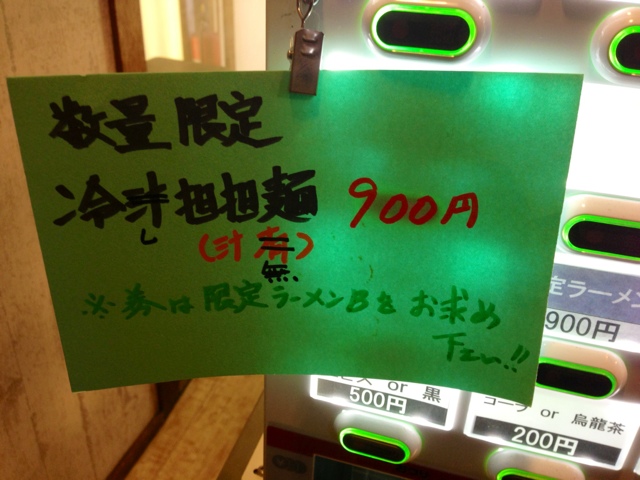 数量限定
冷汁担担麺 900円
し
(汁有)
無
※券は限定ラーメンBをお求め
下さい!!
定ラーメン
900円
or 黒
500円
コーラ or 烏龍茶
200円